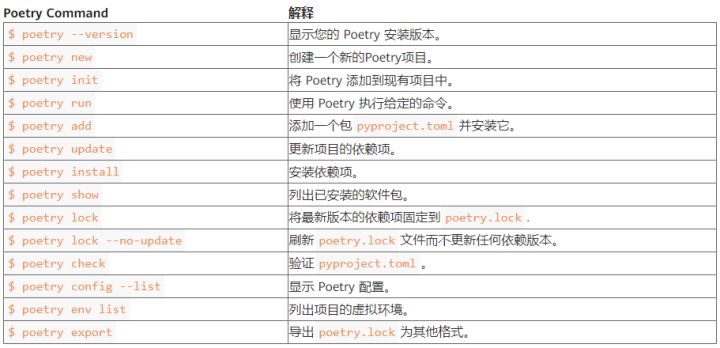 Poetry Command 解释
$ poetry --version 显示您的 Poetry 安装版本。
$ poetry new 创建一个新的Poetry项目。
$ poetry init 将 Poetry 添加到现有项目中。
$ poetry run 使用 Poetry 执行给定的命令。
$ poetry add 添加一个包 pyproject.toml 并安装它。
$ poetry update 更新项目的依赖项。
$ poetry install 安装依赖项。
$ poetry show 列出已安装的软件包。
$ poetry lock 将最新版本的依赖项固定到 poetry.lock .
$ poetry lock --no-update 刷新 poetry.lock 文件而不更新任何依赖版本。
$ poetry check 验证 pyproject.toml 。
$ poetry config --list 显示 Poetry 配置。
$ poetry env list 列出项目的虚拟环境。
$ poetry export 导出 poetry.lock 为其他格式。